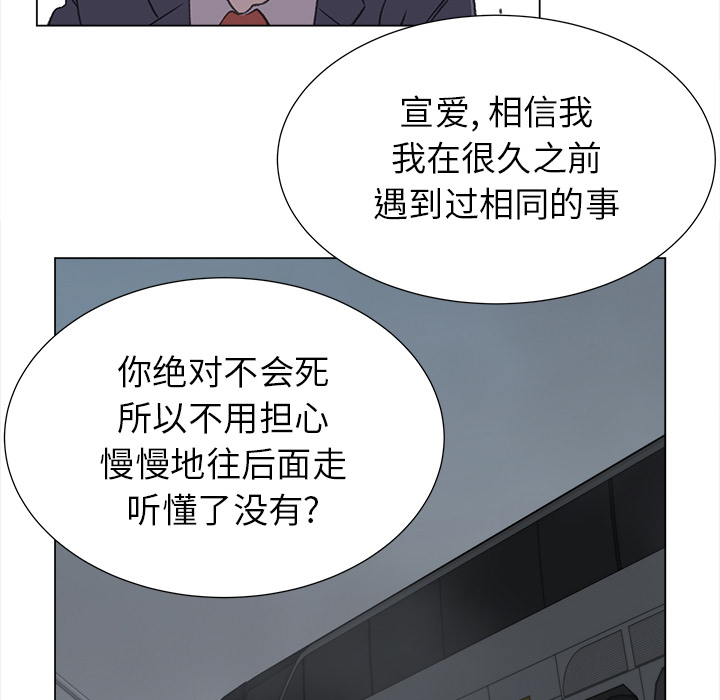 宣爱, 相信我
我在很久之前
遇到过相同的事
你绝对不会死
所以不用担心
慢慢地往后面走
听懂了没有?